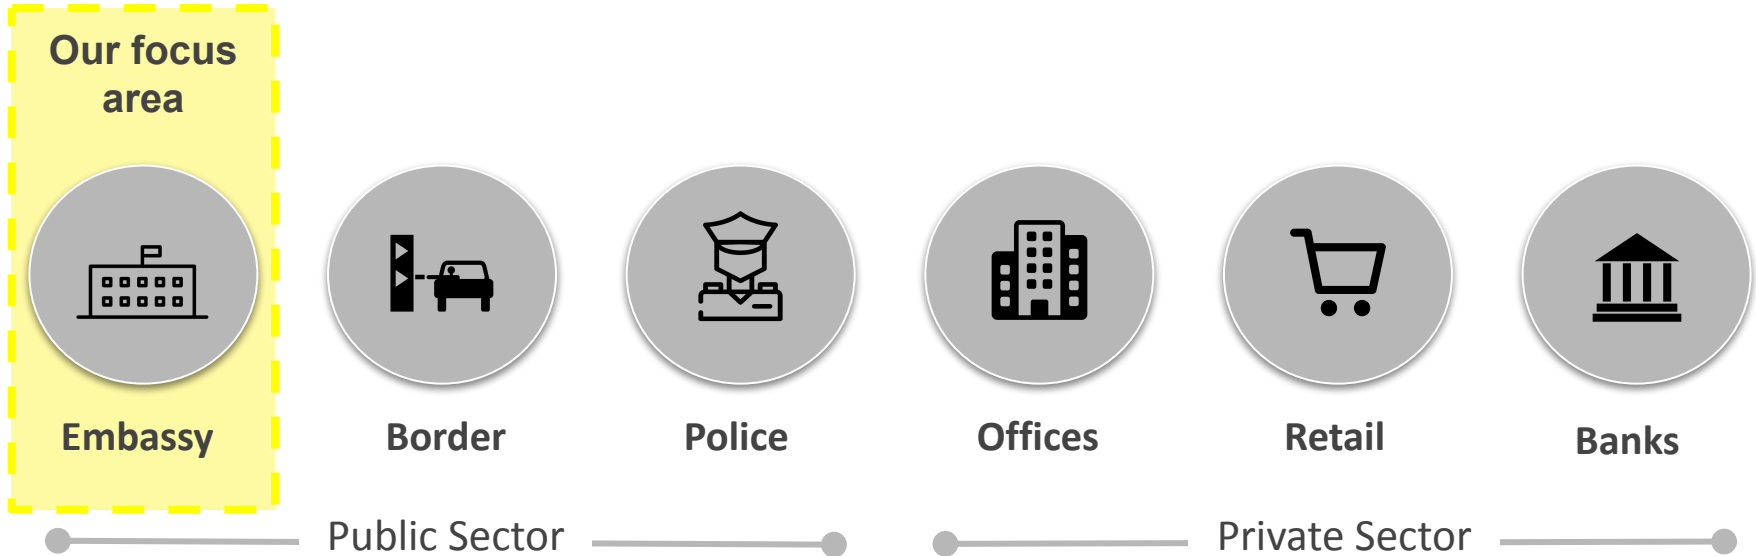 Our focus
area
Embassy
Border
Police
Offices
Retail
Banks
Public Sector
Private Sector